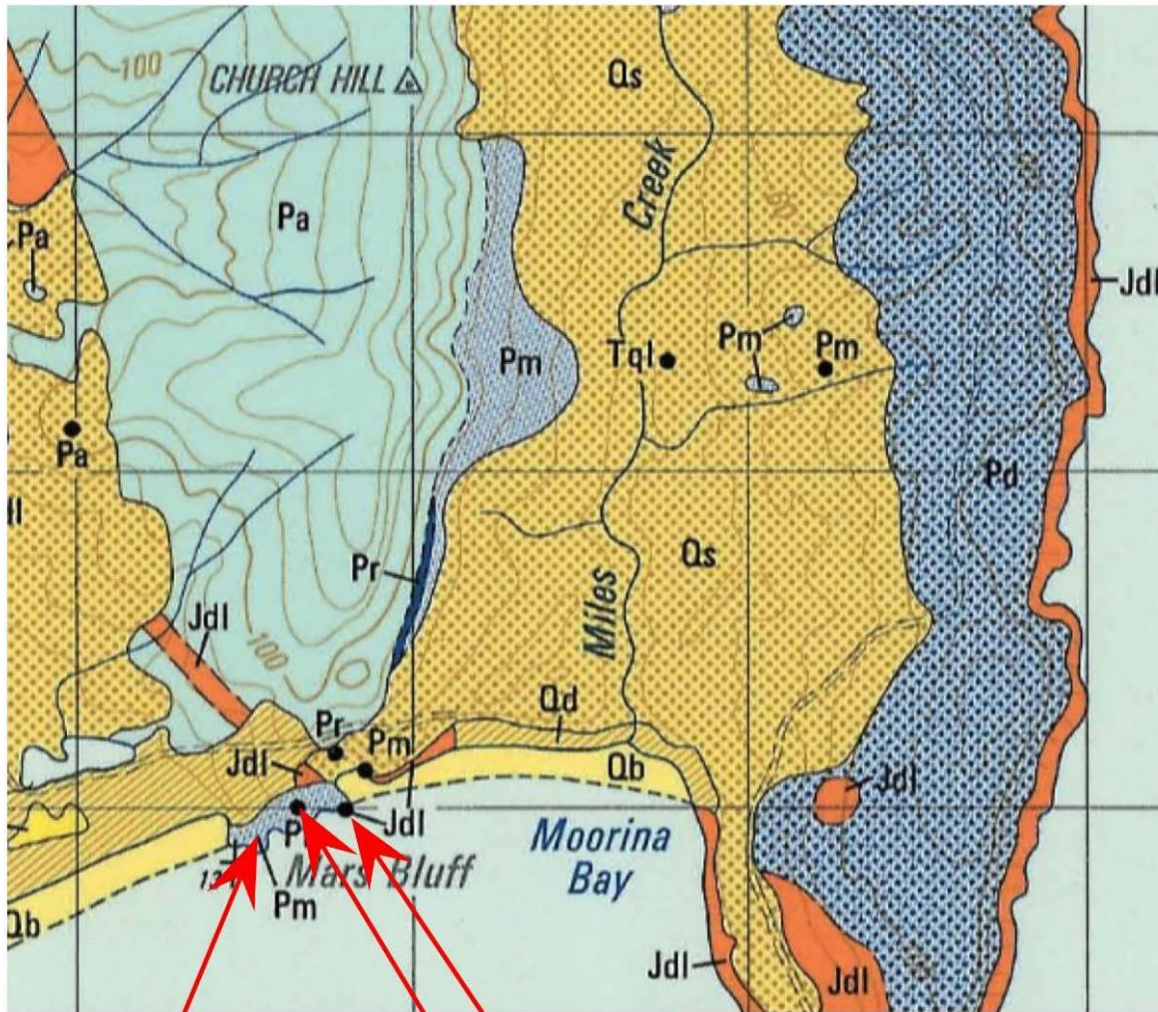 100
CHURCH HILL
Qs
Creek
Pa
Pa
Jdl
Pm
Tql
Pm
Pm
Pa
Pd
Pr
Qs
Jdl
Miles
100
Qd
Pr
Pm
Jdl
Qb
Jdl
Jdl
Moorina
Bay
Mars Bluff
Pm
Qb
Jdl
Jdl